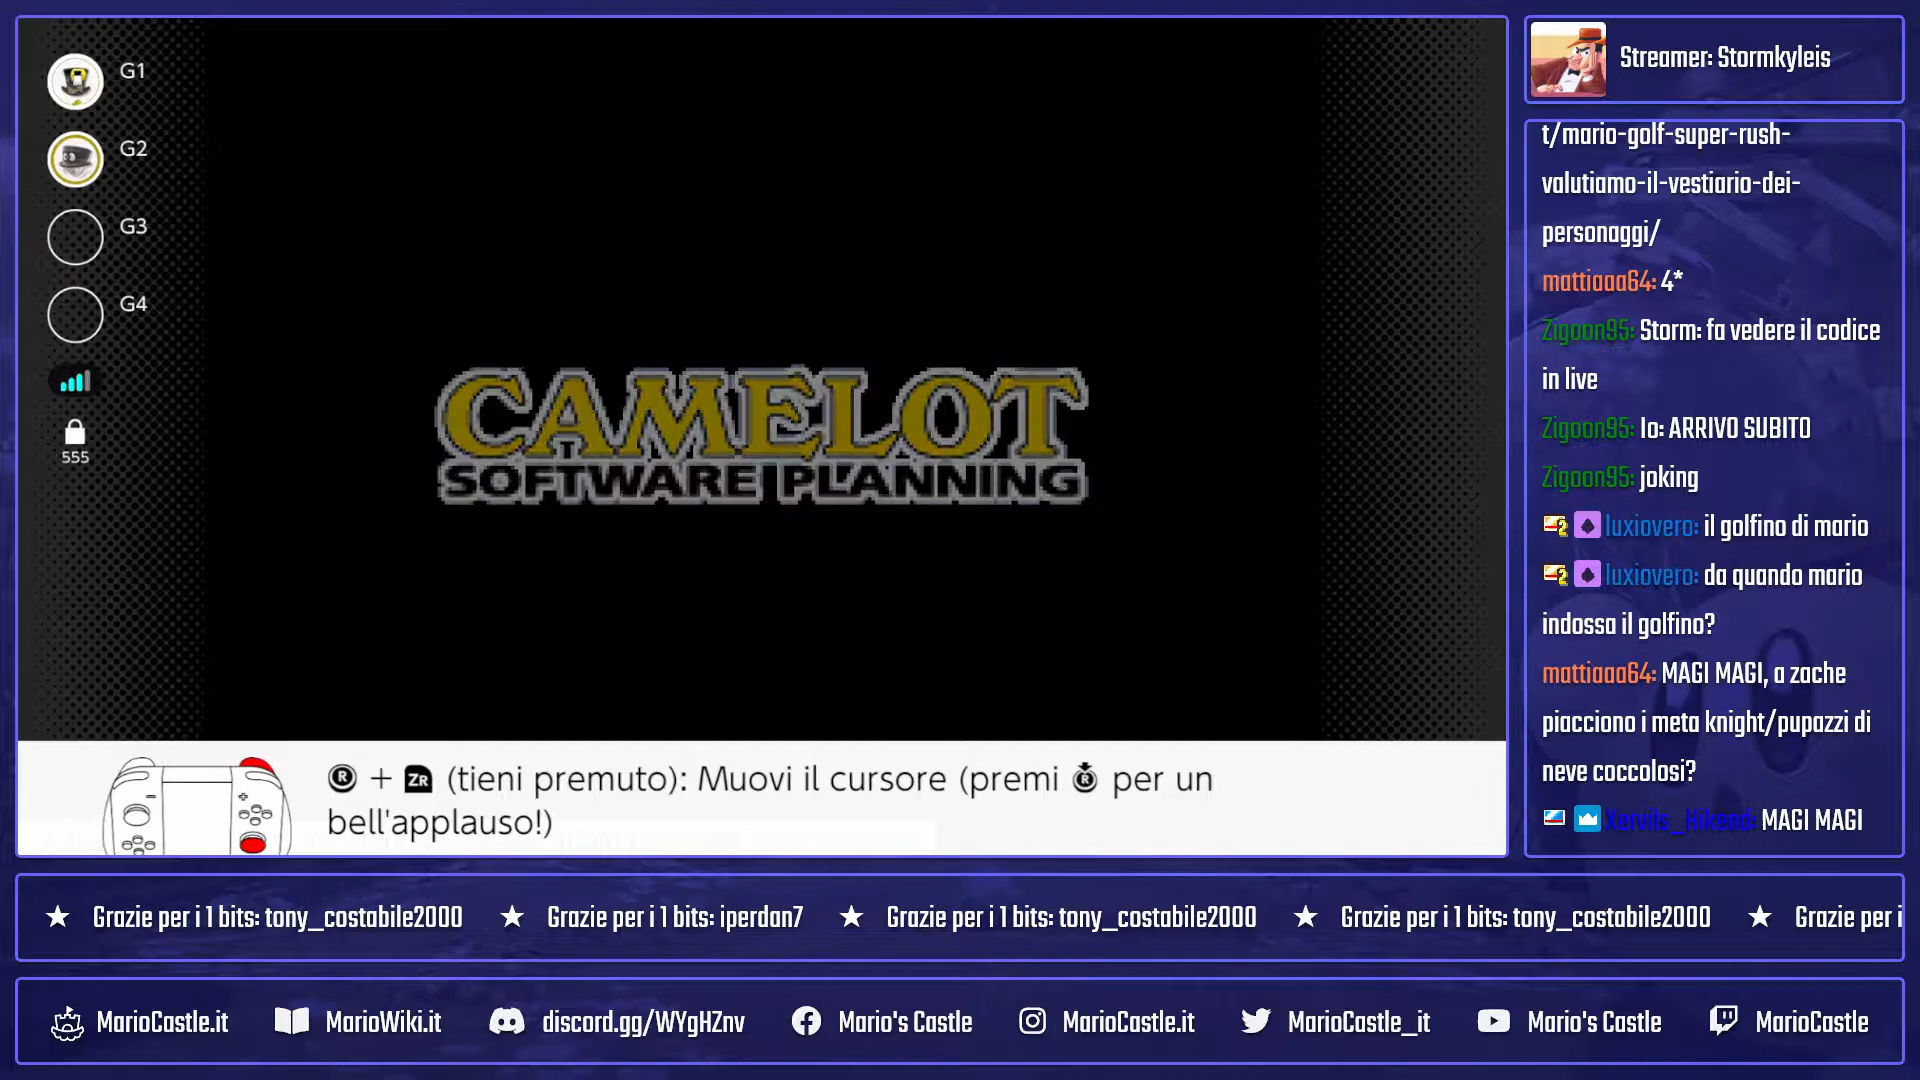 G1
G2
G3
G4
555
CAMELOT
SOFTWARE PLANNING
R + ZR (tieni premuto): Muovi il cursore (premi R per un
bell'applauso!)
Streamer: Stormkyleis
t/mario-golf-super-rush-
valutiamo-il-vestiario-dei-
personaggi/
mattiaaa64: 4*
Zigoon95: Storm: fa vedere il codice
in live
Zigoon95: Io: ARRIVO SUBITO
Zigoon95: joking
2 luxiovero: il golfino di mario
2 luxiovero: da quando mario
indossa il golfino?
mattiaaa64: MAGI MAGI, a zache
piacciono i meta knight/pupazzi di
neve coccolosi?
Xervils_Hikend: MAGI MAGI
★ Grazie per i 1 bits: tony_costabile2000 ★ Grazie per i 1 bits: iperdan7 ★ Grazie per i 1 bits: tony_costabile2000 ★ Grazie per i 1 bits: tony_costabile2000 ★ Grazie per i
MarioCastle.it MarioWiki.it discord.gg/WYgHZnv Mario's Castle MarioCastle.it MarioCastle_it Mario's Castle MarioCastle